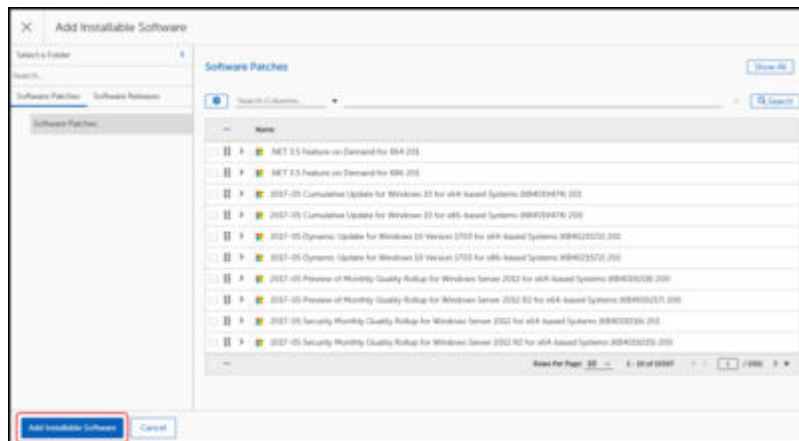 Add Installable Software
Select a Folder
Search...
Software Patches Software Releases
Software Patches
Software Patches
Show All
Search Columns...
Search
Name
.NET 3.5 Feature on Demand for X64 201
.NET 3.5 Feature on Demand for X86 201
2017-05 Cumulative Update for Windows 10 for x64-based Systems
2017-05 Cumulative Update for Windows 10 for x86-based Systems
2017-05 Dynamic Update for Windows 10 Version 1703 for x64-based Systems
2017-05 Dynamic Update for Windows 10 Version 1703 for x86-based Systems
2017-05 Preview of Monthly Quality Rollup for Windows Server 2012 for x64-based Systems
2017-05 Preview of Monthly Quality Rollup for Windows Server 2012 R2 for x64-based Systems
2017-05 Security Monthly Quality Rollup for Windows Server 2012 for x64-based Systems
2017-05 Security Monthly Quality Rollup for Windows Server 2012 R2 for x64-based Systems
Rows Per Page: 10 1 - 10 of 1
Add Installable Software Cancel